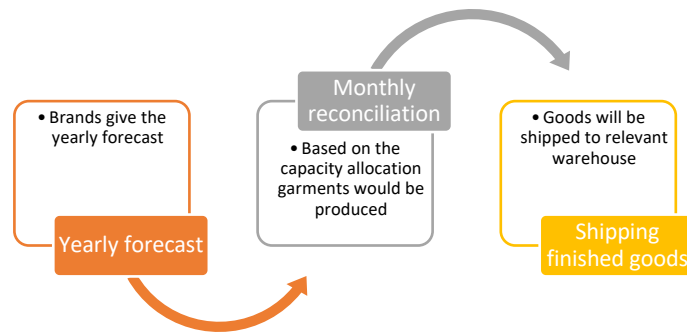 • Brands give the
yearly forecast
Yearly forecast
Monthly
reconciliation
• Based on the
capacity allocation
garments would be
produced
• Goods will be
shipped to relevant
warehouse
Shipping
finished goods